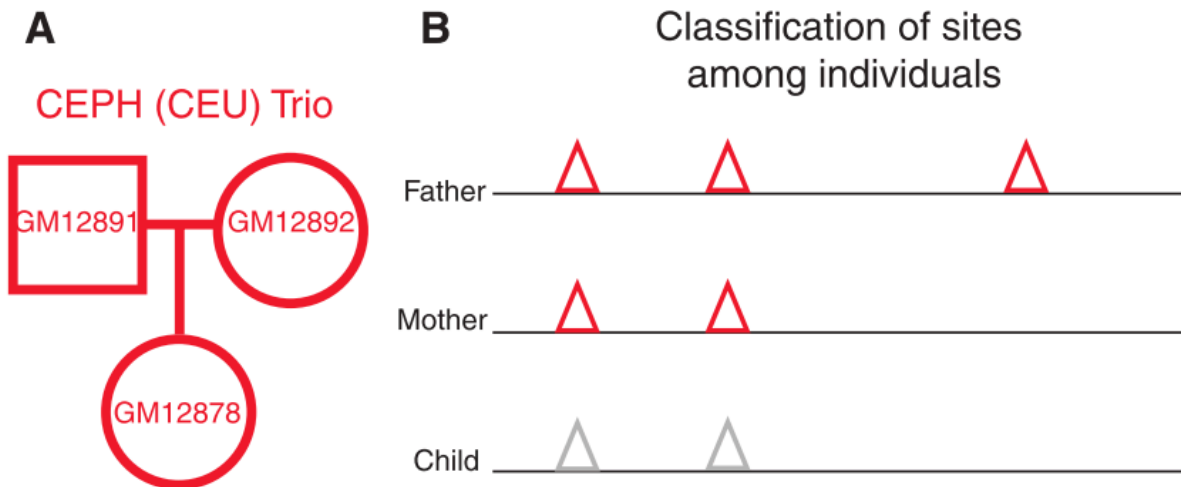 A
CEPH (CEU) Trio
GM12891
GM12892
GM12878
B
Classification of sites
among individuals
Father
Mother
Child